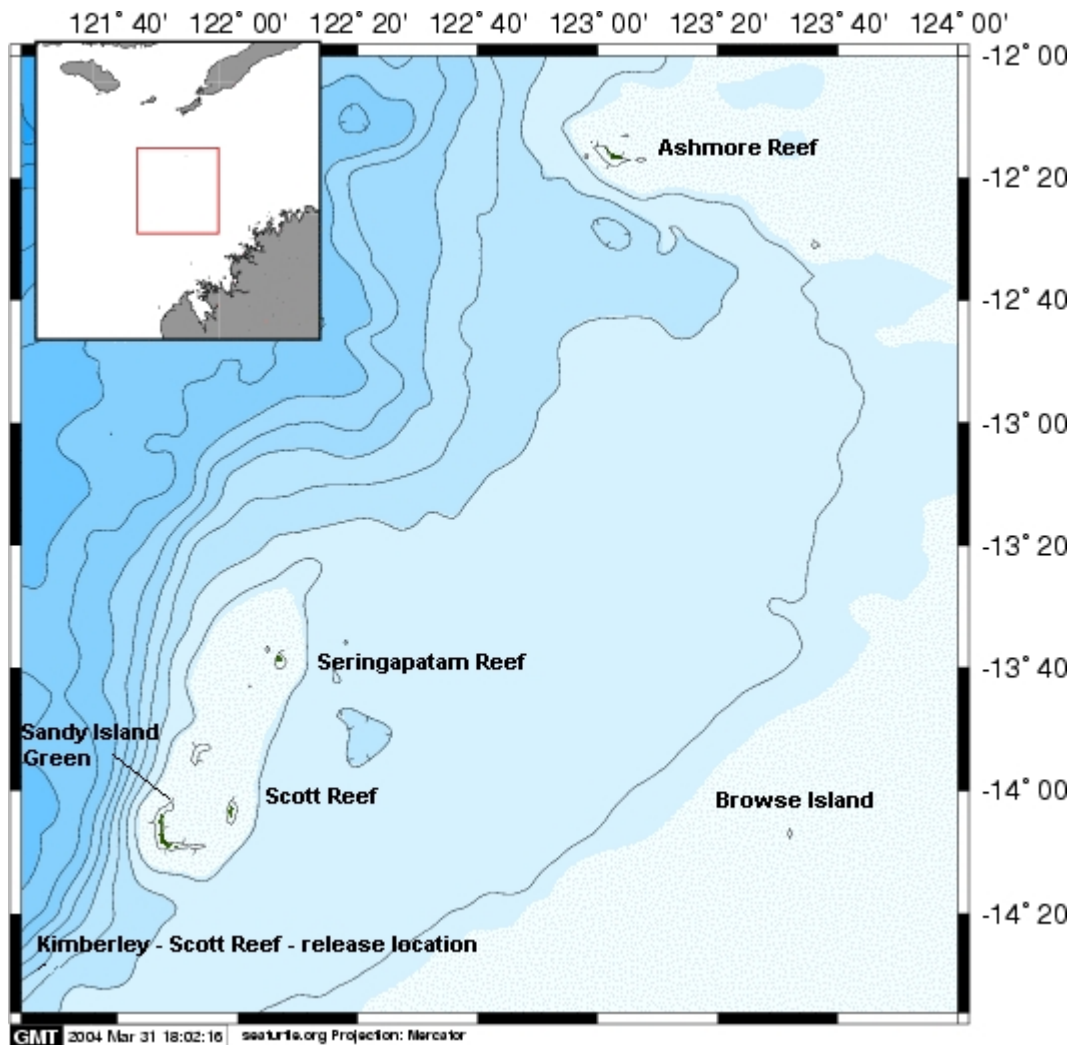 121˚ 40' 122˚ 00' 122˚ 20' 122˚ 40' 123˚ 00' 123˚ 20' 123˚ 40' 124˚ 00'
-12˚ 00'
Ashmore Reef
-12˚ 20'
-12˚ 40'
-13˚ 00'
-13˚ 20'
Seringapatam Reef
-13˚ 40'
Sandy Island
Green
Scott Reef
-14˚ 00'
Browse Island
-14˚ 20'
Kimberley - Scott Reef - release location
GMT 2004 Mar 31 18:02:16 seaturtle.org Projection: Mercator